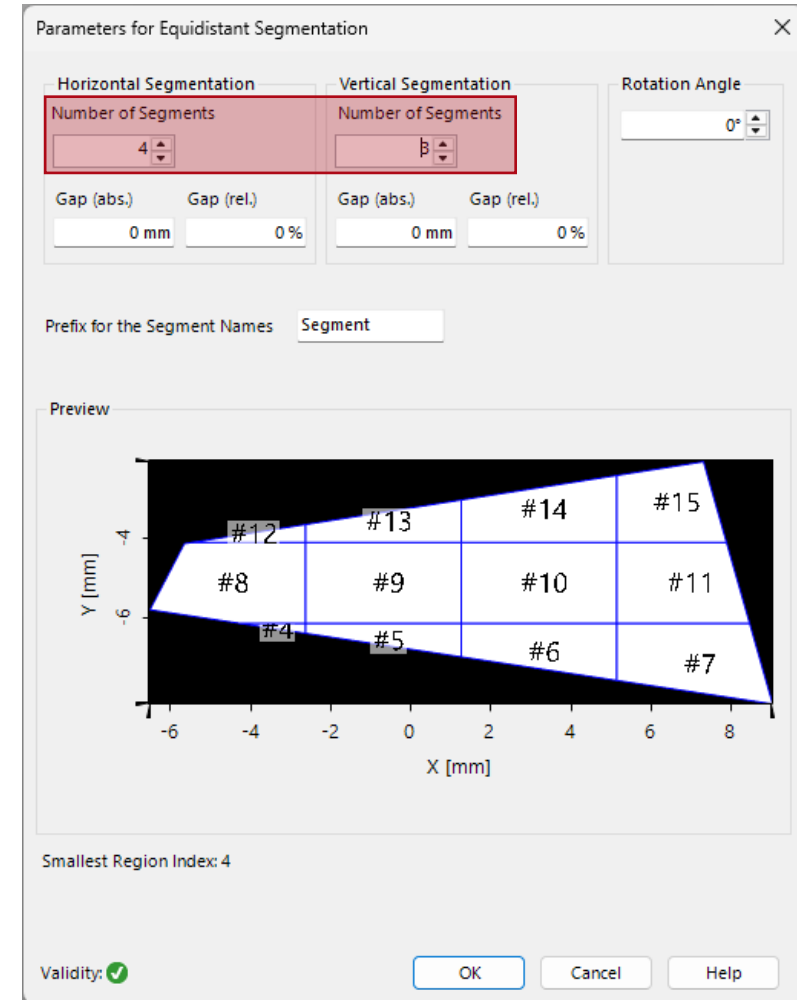 Parameters for Equidistant Segmentation
Horizontal Segmentation Vertical Segmentation Rotation Angle
Number of Segments Number of Segments
4 3 0°
Gap (abs.) Gap (rel.) Gap (abs.) Gap (rel.)
0 mm 0 % 0 mm 0 %
Prefix for the Segment Names Segment
Preview
#12 #13 #14 #15
-4
#8 #9 #10 #11
Y [mm]
-6
#4 #5 #6 #7
-6 -4 -2 0 2 4 6 8
X [mm]
Smallest Region Index: 4
Validity: OK Cancel Help